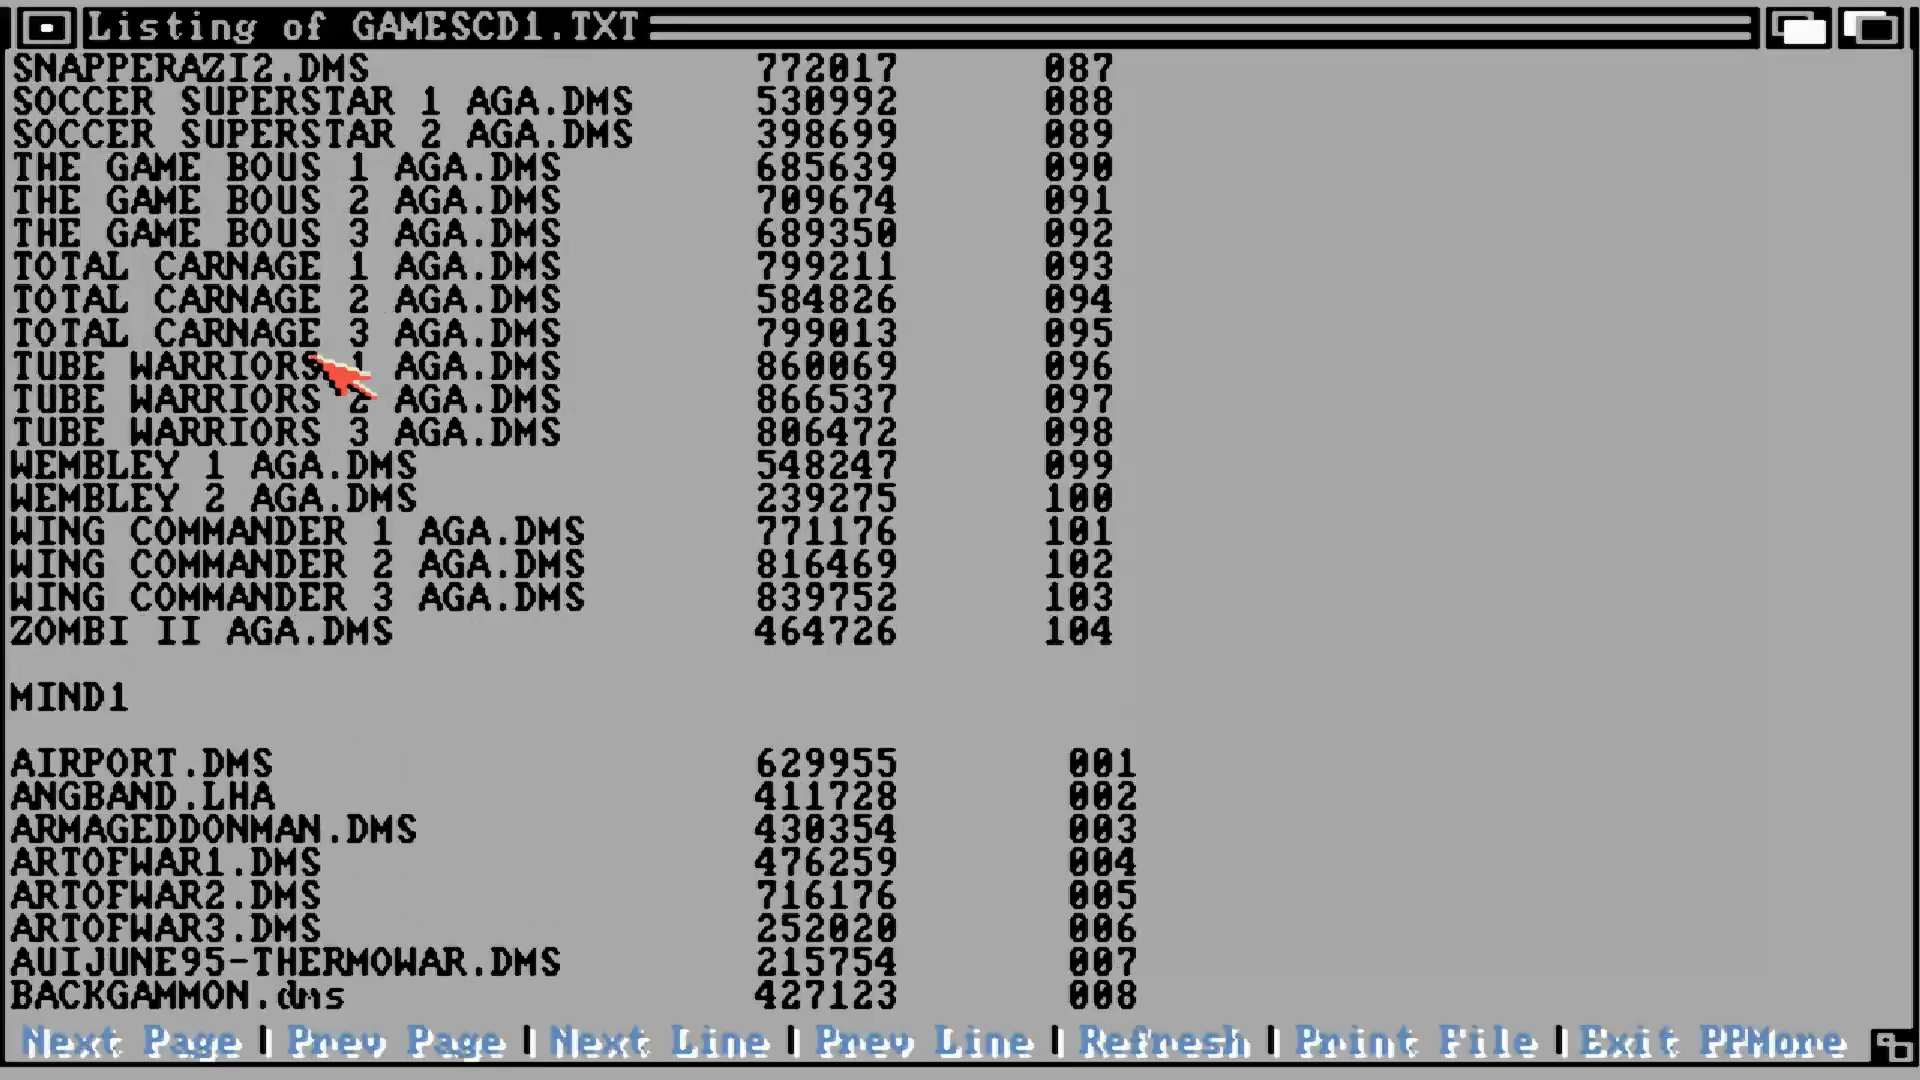 Listing of GAMESCD1.TXT
SNAPPERAZI2.DMS 772017 087
SOCCER SUPERSTAR 1 AGA.DMS 530992 088
SOCCER SUPERSTAR 2 AGA.DMS 398699 089
THE GAME BOUS 1 AGA.DMS 685639 090
THE GAME BOUS 2 AGA.DMS 709674 091
THE GAME BOUS 3 AGA.DMS 689350 092
TOTAL CARNAGE 1 AGA.DMS 799211 093
TOTAL CARNAGE 2 AGA.DMS 584826 094
TOTAL CARNAGE 3 AGA.DMS 799013 095
TUBE WARRIORS 1 AGA.DMS 860069 096
TUBE WARRIORS 2 AGA.DMS 866537 097
TUBE WARRIORS 3 AGA.DMS 806472 098
WEMBLEY 1 AGA.DMS 548247 099
WEMBLEY 2 AGA.DMS 239275 100
WING COMMANDER 1 AGA.DMS 771176 101
WING COMMANDER 2 AGA.DMS 816469 102
WING COMMANDER 3 AGA.DMS 839752 103
ZOMBI II AGA.DMS 464726 104
MIND1
AIRPORT.DMS 629955 001
ANGBAND.LHA 411728 002
ARMAGEDDONMAN.DMS 430354 003
ARTOFWAR1.DMS 476259 004
ARTOFWAR2.DMS 716176 005
ARTOFWAR3.DMS 252020 006
AUIJUNE95-THERMOWAR.DMS 215754 007
BACKGAMMON.dms 427123 008
Next Page | Prev Page | Next Line | Prev Line | Refresh | Print File | Exit PPMore